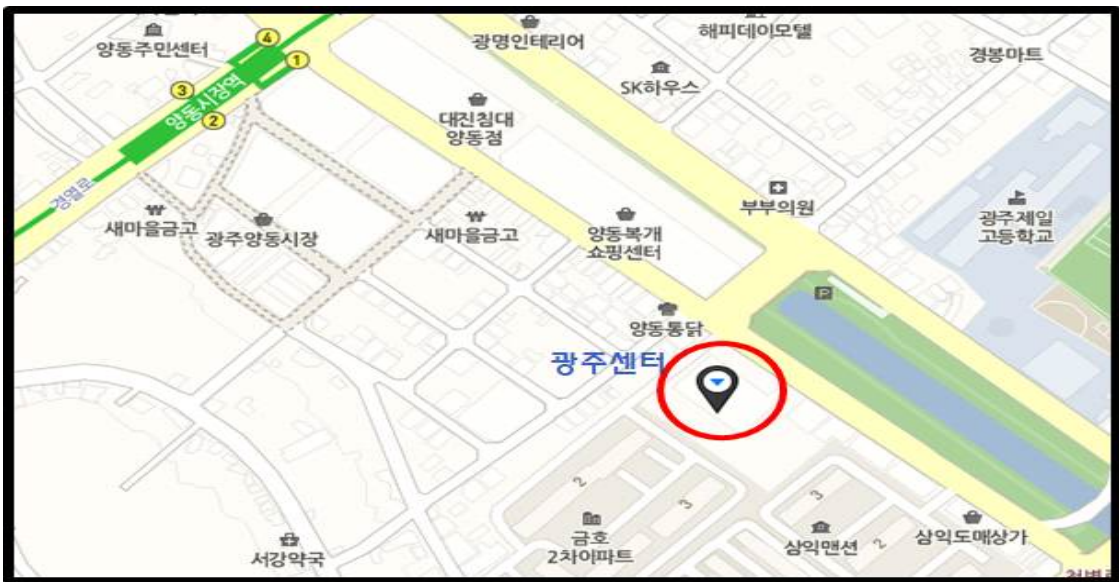 양동주민센터
4
1
3
2
양동시장역
경열로
광명인테리어
해피데이모텔
경봉마트
SK하우스
대진침대
양동점
새마을금고
광주양동시장
새마을금고
양동복개
쇼핑센터
부부의원
광주제일
고등학교
P
양동통닭
광주센터
2
3
3
2
금호
2차아파트
삼익맨션
삼익도매상가
서강약국